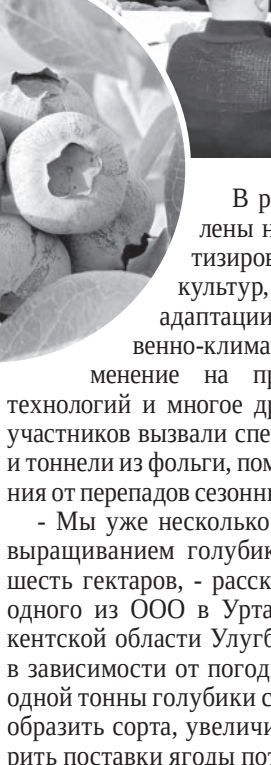 В р
лены н
тизиров
культур,
адаптации
венно-клима
менение на пр
технологий и многое др
участников вызвали спе
и тоннели из фольги, пом
ния от перепадов сезонны
- Мы уже несколько
выращиванием голубик
шесть гектаров, - расск
одного из ООО в Урта
кентской области Улугб
в зависимости от погод
одной тонны голубики с
образить сорта, увеличи
рить поставки ягоды пот